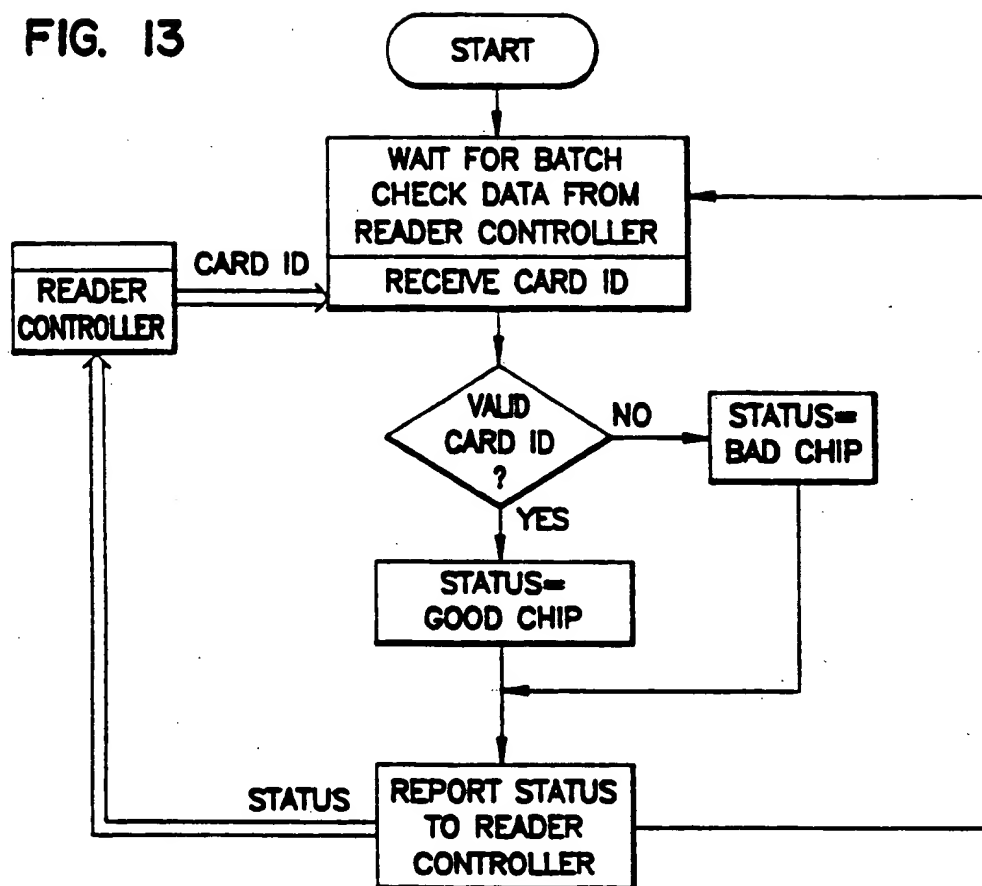 FIG. 13
START
WAIT FOR BATCH
CHECK DATA FROM
READER CONTROLLER
RECEIVE CARD ID
CARD ID
READER
CONTROLLER
VALID
CARD ID
?
NO
STATUS=
BAD CHIP
YES
STATUS=
GOOD CHIP
STATUS
REPORT STATUS
TO READER
CONTROLLER